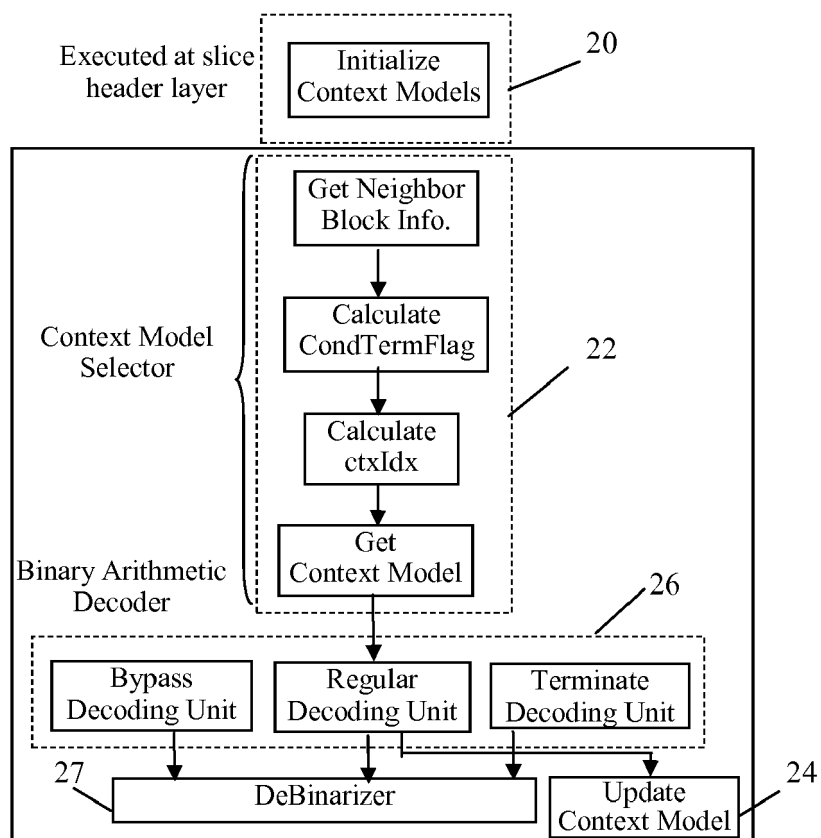 Executed at slice
header layer
Initialize
Context Models
20
Get Neighbor
Block Info.
Calculate
CondTermFlag
Context Model
Selector
22
Calculate
ctxIdx
Get
Context Model
Binary Arithmetic
Decoder
26
Bypass
Decoding Unit
Regular
Decoding Unit
Terminate
Decoding Unit
27
DeBinarizer
Update
Context Model
24